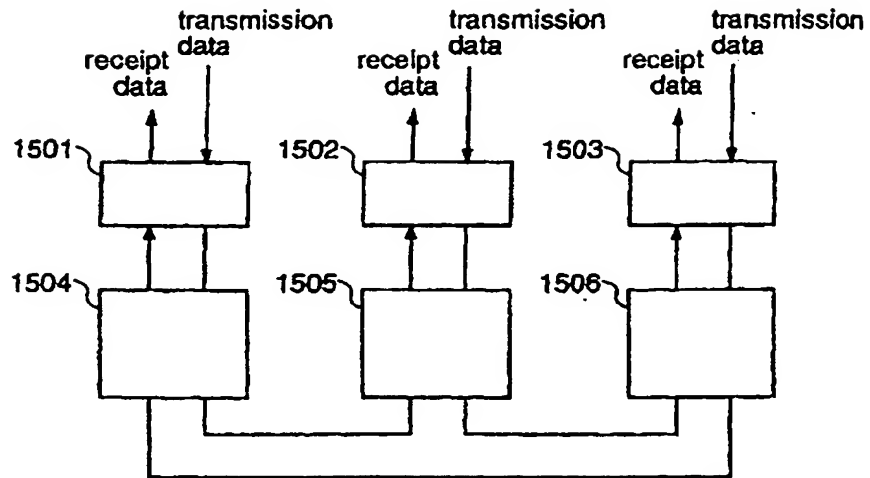 transmission
data
receipt
data
transmission
data
receipt
data
transmission
data
receipt
data
1501
1502
1503
1504
1505
1506